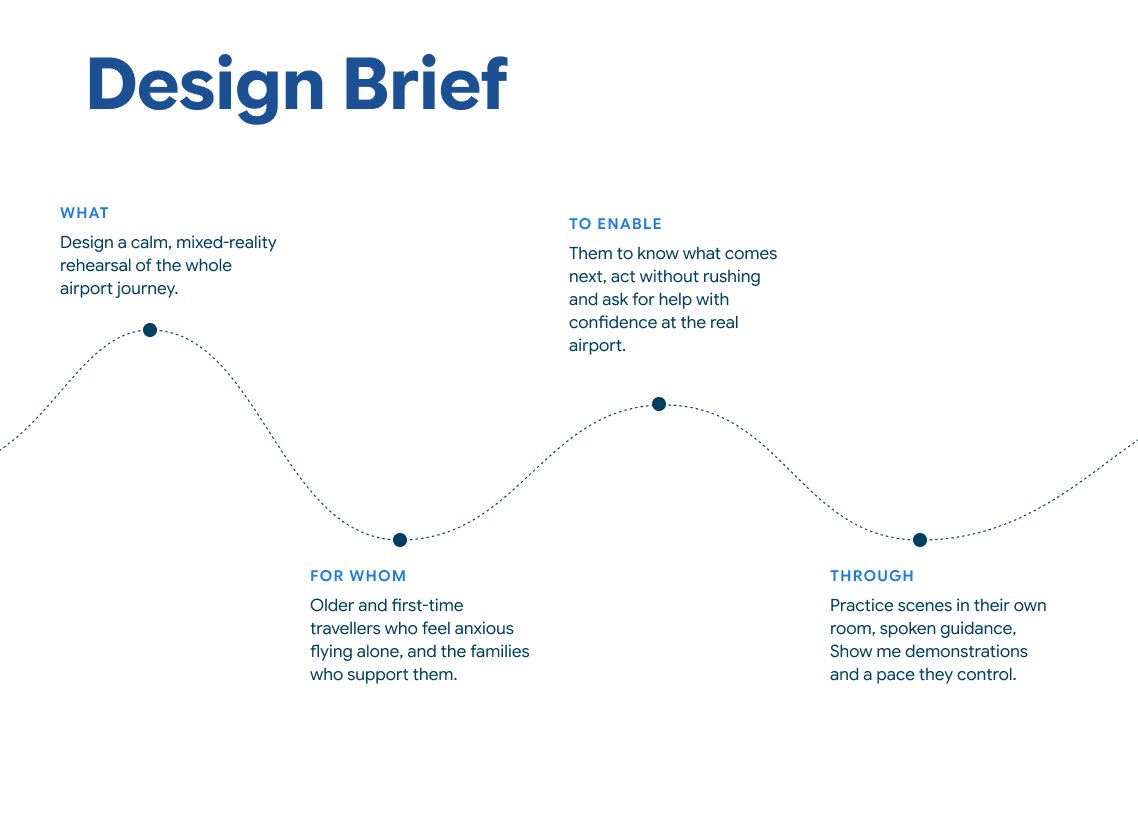 Design Brief
WHAT
Design a calm, mixed-reality
rehearsal of the whole
airport journey.
FOR WHOM
Older and first-time
travellers who feel anxious
flying alone, and the families
who support them.
TO ENABLE
Them to know what comes
next, act without rushing
and ask for help with
confidence at the real
airport.
THROUGH
Practice scenes in their own
room, spoken guidance,
Show me demonstrations
and a pace they control.